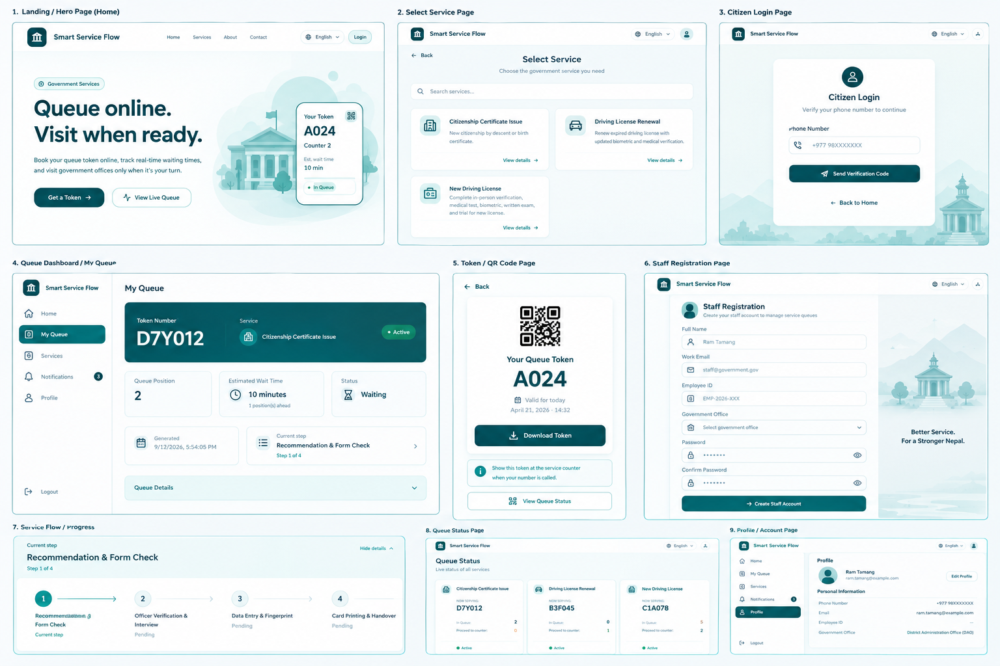 1. Landing / Hero Page (Home)
Smart Service Flow
Home
Services
About
Contact
English
Login
Government Services
Queue online.
Visit when ready.
Book your queue token online, track real-time waiting times,
and visit government offices only when it's your turn.
Get a Token →
View Live Queue
Your Token
A024
Counter 2
Est. wait time
10 min
In Queue
2. Select Service Page
Smart Service Flow
English
← Back
Select Service
Choose the government service you need
Search services...
Citizenship Certificate Issue
New citizenship by descent or birth
certificate.
View details →
Driving License Renewal
Renew expired driving license with
updated biometric and medical verification.
View details →
New Driving License
Complete in-person verification,
medical test, biometric, written exam,
and trial for new license.
View details →
3. Citizen Login Page
Smart Service Flow
English
Citizen Login
Verify your phone number to continue
Phone Number
+977 98XXXXXXX
Send Verification Code
← Back to Home
4. Queue Dashboard / My Queue
Smart Service Flow
Home
My Queue
Services
Notifications
3
Profile
Logout
My Queue
Token Number
D7Y012
Service
Citizenship Certificate Issue
Active
Queue Position
2
Estimated Wait Time
10 minutes
1 position(s) ahead
Status
Waiting
Generated
9/12/2026, 5:54:05 PM
Current step
Recommendation & Form Check
Step 1 of 4
Queue Details
5. Token / QR Code Page
← Back
Your Queue Token
A024
Valid for today
April 21, 2026 · 14:32
Download Token
Show this token at the service counter
when your number is called.
View Queue Status
6. Staff Registration Page
Smart Service Flow
English
Staff Registration
Create your staff account to manage service queues
Full Name
Ram Tamang
Work Email
staff@government.gov
Employee ID
EMP-2026-XXX
Government Office
Select government office
Password
•••••••
Confirm Password
•••••••
→ Create Staff Account
Better Service.
For a Stronger Nepal.
7. Service Flow / Progress
Current step
Recommendation & Form Check
Step 1 of 4
Hide details
1
2
3
4
Form Check
Current step
Officer Verification &
Interview
Pending
Data Entry & Fingerprint
Pending
Card Printing & Handover
Pending
8. Queue Status Page
Smart Service Flow
English
Queue Status
Live status of all services
Citizenship Certificate Issue
NOW SERVING
D7Y012
In Queue: 2
Proceed to counter: 0
Active
Driving License Renewal
NOW SERVING
B3F045
In Queue: 0
Proceed to counter: 1
Active
New Driving License
NOW SERVING
C1A078
In Queue: 5
Proceed to counter: 2
Active
9. Profile / Account Page
Smart Service Flow
English
Home
My Queue
Services
Notifications
3
Profile
Logout
Profile
Ram Tamang
ram.tamang@example.com
Edit Profile
Personal Information
Phone Number +977 98XXXXXXXX
Email ram.tamang@example.com
Employee ID —
Government Office District Administration Office (DAO)